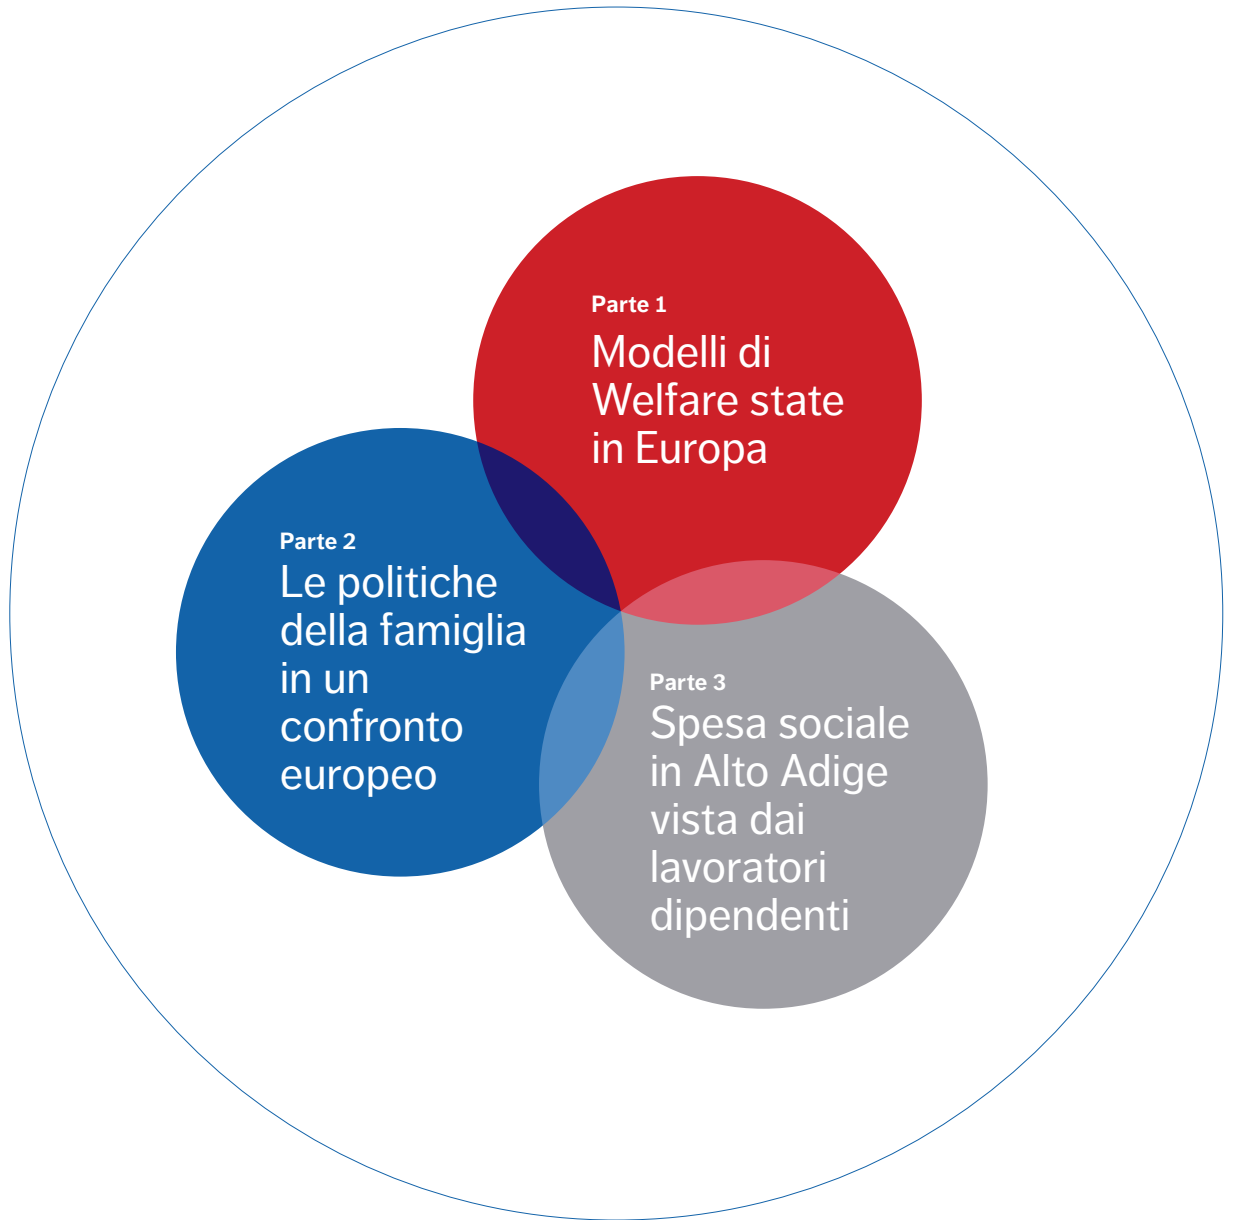 Parte 1
Modelli di
Welfare state
in Europa
Parte 2
Le politiche
della famiglia
in un
confronto
europeo
Parte 3
Spesa sociale
in Alto Adige
vista dai
lavoratori
dipendenti